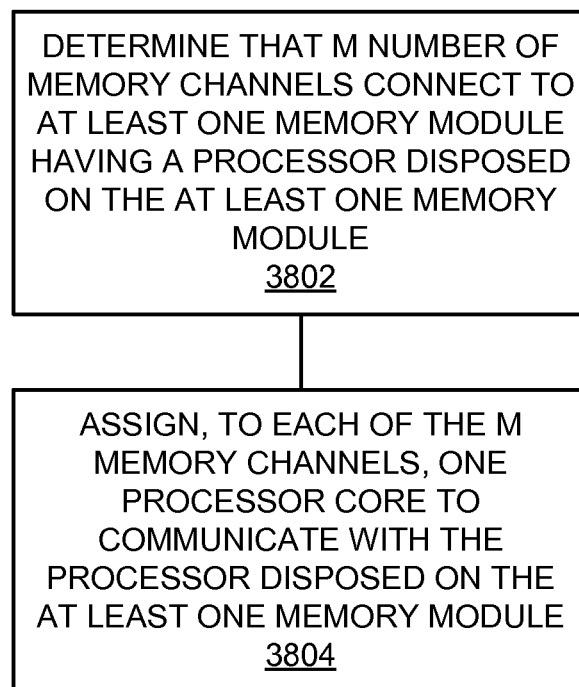 DETERMINE THAT M NUMBER OF
MEMORY CHANNELS CONNECT TO
AT LEAST ONE MEMORY MODULE
HAVING A PROCESSOR DISPOSED
ON THE AT LEAST ONE MEMORY
MODULE
3802
ASSIGN, TO EACH OF THE M
MEMORY CHANNELS, ONE
PROCESSOR CORE TO
COMMUNICATE WITH THE
PROCESSOR DISPOSED ON THE
AT LEAST ONE MEMORY MODULE
3804